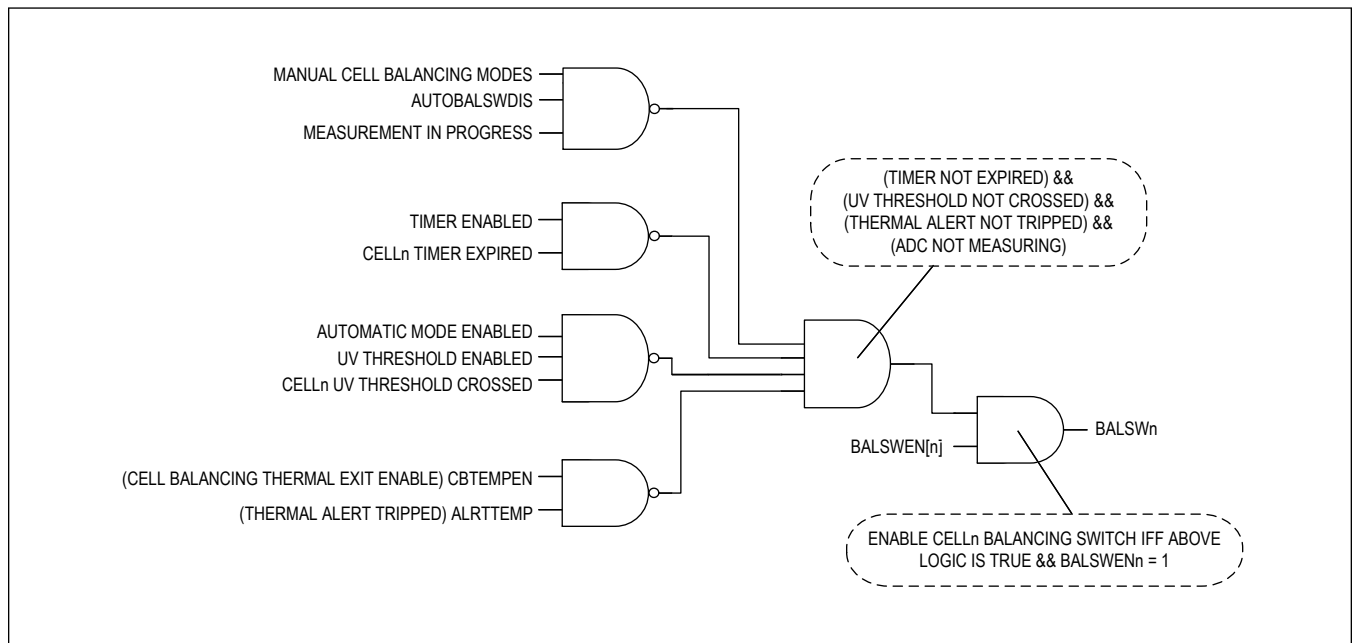 MANUAL CELL BALANCING MODES
AUTOBALSWDIS
MEASUREMENT IN PROGRESS
TIMER ENABLED
CELLn TIMER EXPIRED
AUTOMATIC MODE ENABLED
UV THRESHOLD ENABLED
CELLn UV THRESHOLD CROSSED
(CELL BALANCING THERMAL EXIT ENABLE) CBTEMPEN
(THERMAL ALERT TRIPPED) ALRTTEMP
(TIMER NOT EXPIRED) &&
(UV THRESHOLD NOT CROSSED) &&
(THERMAL ALERT NOT TRIPPED) &&
(ADC NOT MEASURING)
BALSWEN[n]
BALSWn
ENABLE CELLn BALANCING SWITCH IFF ABOVE
LOGIC IS TRUE && BALSWENn = 1